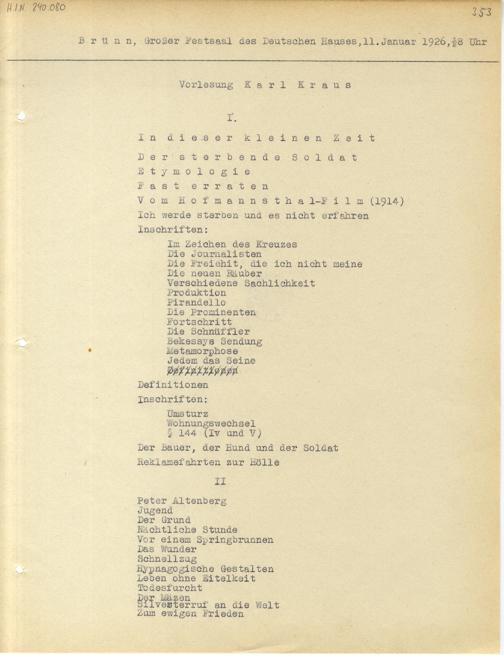 H.I.N. 240.080
353
B r ü n n, Großer Festsaal des Deutschen Hauses,11.Januar 1926,½8 Uhr
Vorlesung K a r l K r a u s
I.
I n d i e s e r k l e i n e n Z e i t
D e r s t e r b e n d e S o l d a t
E t y m o l o g i e
F a s t e r r a t e n
V o m H o f m a n n s t h a l-F i l m (1914)
Ich werde sterben und es nicht erfahren
Inschriften:
Im Zeichen des Kreuzes
Die Journalisten
Die Freiehit, die ich nicht meine
Die neuen Räuber
Verschiedene Sachlichkeit
Produktion
Pirandello
Die Prominenten
Fortschritt
Die Schnüffler
Bekessys Sendung
Metamorphose
Jedem das Seine
Definitionen
Definitionen
Inschriften:
Umsturz
Wohnungswechsel
§ 144 (Iv und V)
Der Bauer, der Hund und der Soldat
Reklamefahrten zur Hölle
II
Peter Altenberg
Jugend
Der Grund
Nächtliche Stunde
Vor einem Springbrunnen
Das Wunder
Schnellzug
Hypnagogische Gestalten
Leben ohne Eitelkeit
Todesfurcht
Der Mäzen
Silvesterruf an die Welt
Zum ewigen Frieden